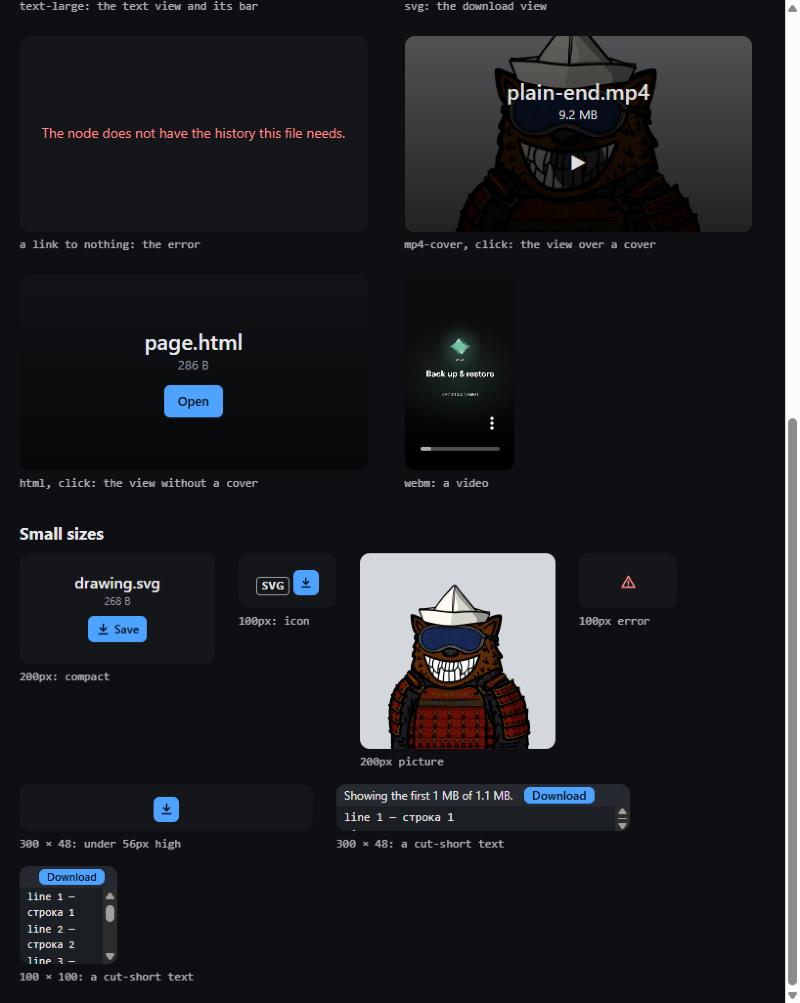 text-large: the text view and its bar
svg: the download view
The node does not have the history this file needs.
plain-end.mp4
9.2 MB
a link to nothing: the error
mp4-cover, click: the view over a cover
page.html
286 B
Open
Back up & restore
html, click: the view without a cover
webm: a video
Small sizes
drawing.svg
268 B
Save
200px: compact
SVG
100px: icon
200px picture
100px error
300 × 48: under 56px high
Showing the first 1 MB of 1.1 MB.
Download
line 1 — строка 1
300 × 48: a cut-short text
Download
line 1 —
строка 1
line 2 —
строка 2
line 3 —
100 × 100: a cut-short text